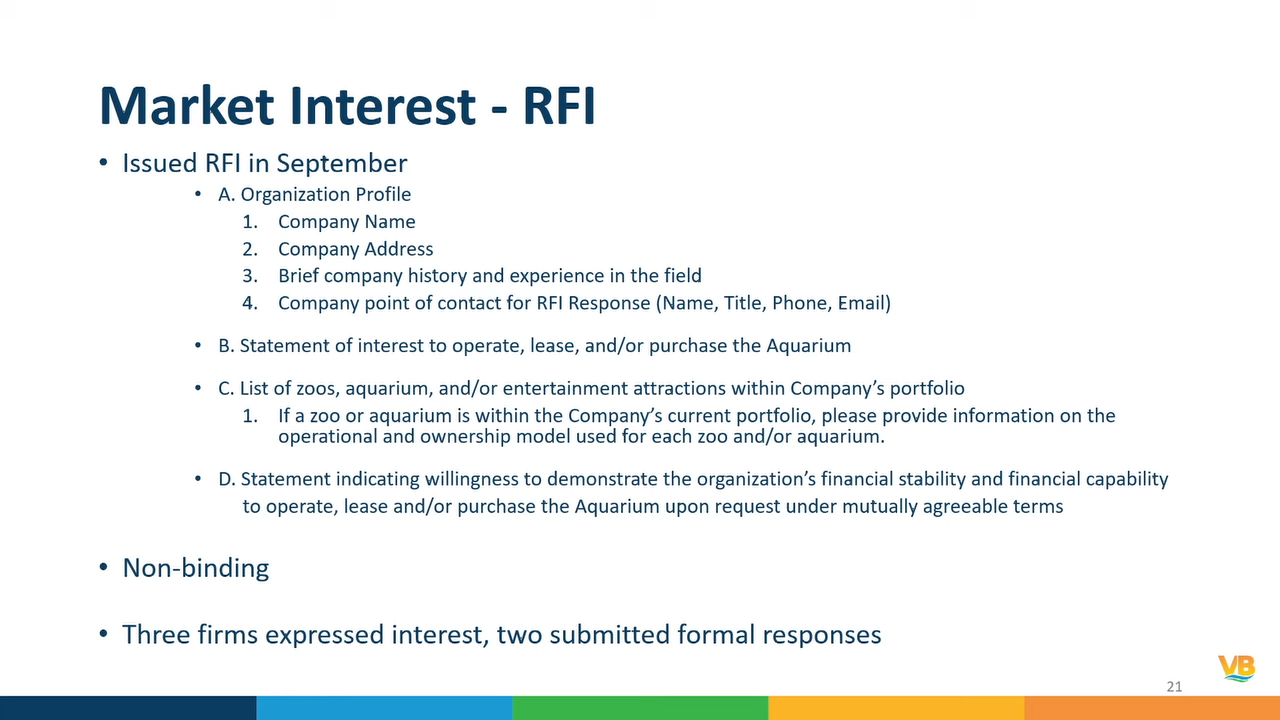 Market Interest - RFI
• Issued RFI in September
• A. Organization Profile
1. Company Name
2. Company Address
3. Brief company history and experience in the field
4. Company point of contact for RFI Response (Name, Title, Phone, Email)
• B. Statement of interest to operate, lease, and/or purchase the Aquarium
• C. List of zoos, aquarium, and/or entertainment attractions within Company’s portfolio
1. If a zoo or aquarium is within the Company’s current portfolio, please provide information on the
operational and ownership model used for each zoo and/or aquarium.
• D. Statement indicating willingness to demonstrate the organization’s financial stability and financial capability
to operate, lease and/or purchase the Aquarium upon request under mutually agreeable terms
• Non-binding
• Three firms expressed interest, two submitted formal responses
VB
21